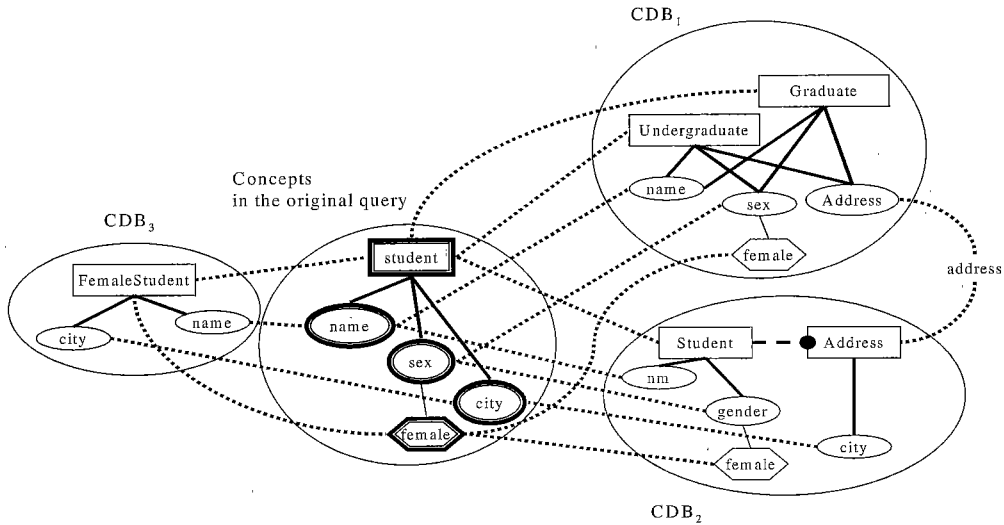 CDB1
Graduate
Undergraduate
name
sex
Address
female
Concepts
in the original query
CDB3
FemaleStudent
city
name
student
name
sex
city
female
address
Student
Address
nm
gender
city
female
CDB2